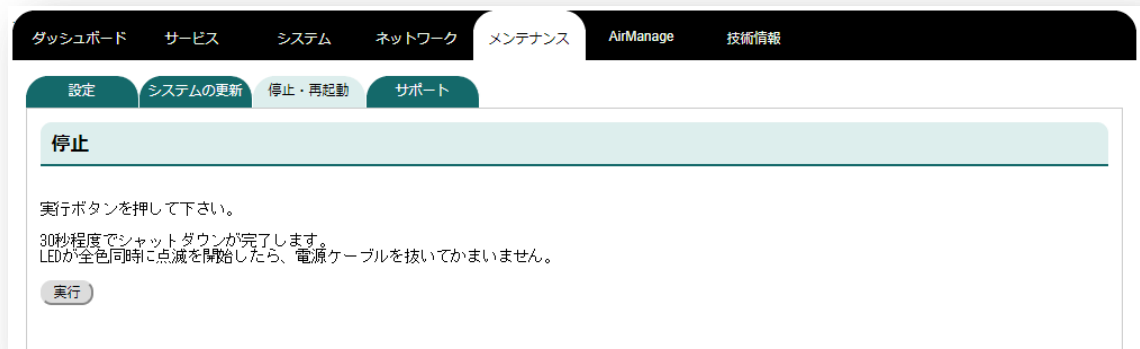 ダッシュボード サービス システム ネットワーク メンテナンス AirManage 技術情報
設定 システムの更新 停止・再起動 サポート
停止
実行ボタンを押して下さい。
30秒程度でシャットダウンが完了します。
LEDが全色同時に点滅を開始したら、電源ケーブルを抜いてかまいません。
実行